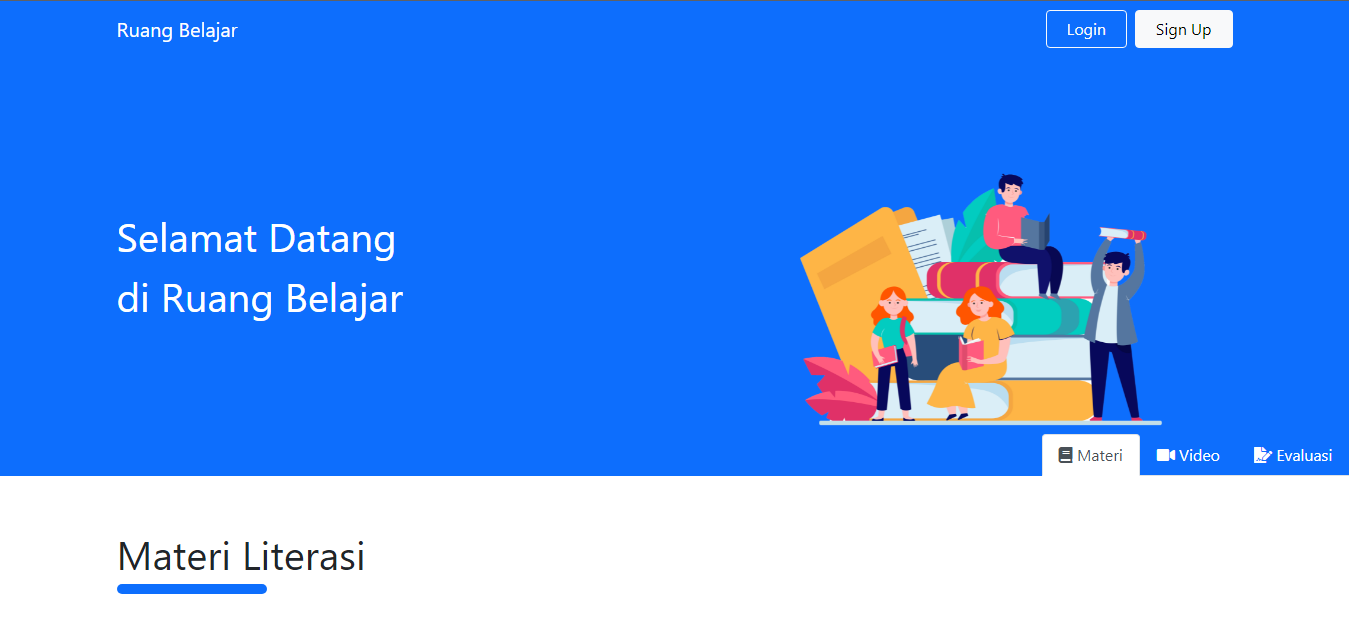 Ruang Belajar
Login
Sign Up
Selamat Datang
di Ruang Belajar
Materi
Video
Evaluasi
Materi Literasi